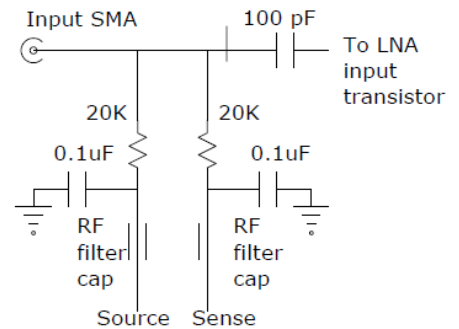 Input SMA
100 pF
To LNA
input
transistor
20K
20K
0.1uF
0.1uF
RF
filter
cap
RF
filter
cap
Source
Sense